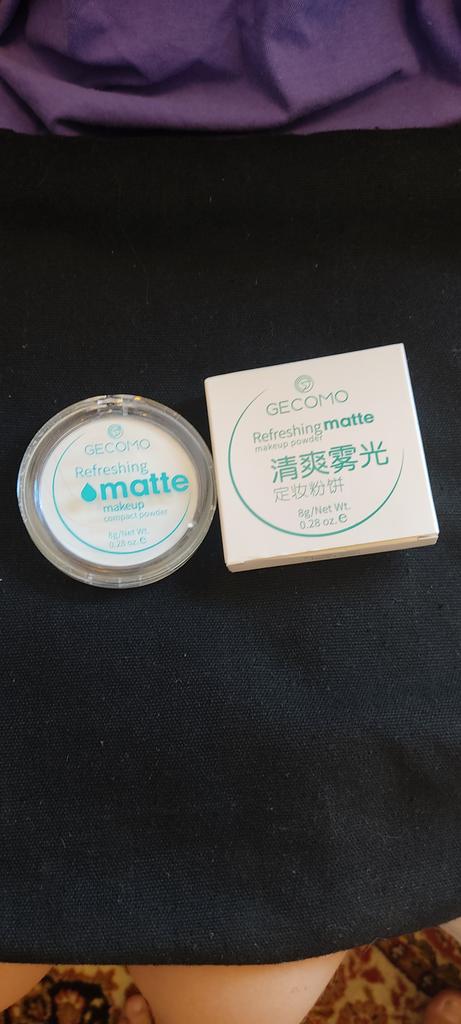 GECOMO
Refreshing
matte
makeup
compact powder
8g/Net Wt.
0.28 oz. ℮
GECOMO
Refreshing matte
makeup powder
清爽雾光
定妆粉饼
8g/Net Wt.
0.28 oz. ℮